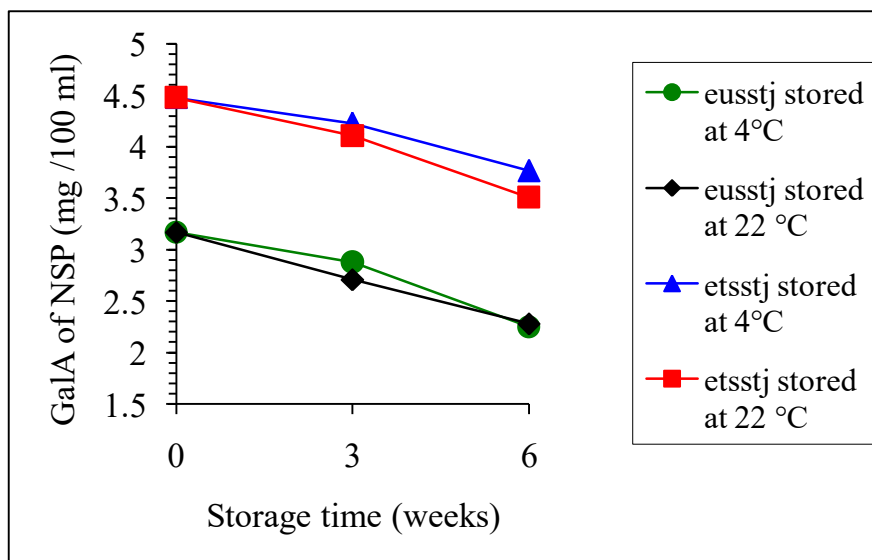 GalA of NSP (mg /100 ml)
5
4.5
4
3.5
3
2.5
2
1.5
0 3 6
Storage time (weeks)
eusstj stored
at 4°C
eusstj stored
at 22 °C
etsstj stored
at 4°C
etsstj stored
at 22 °C